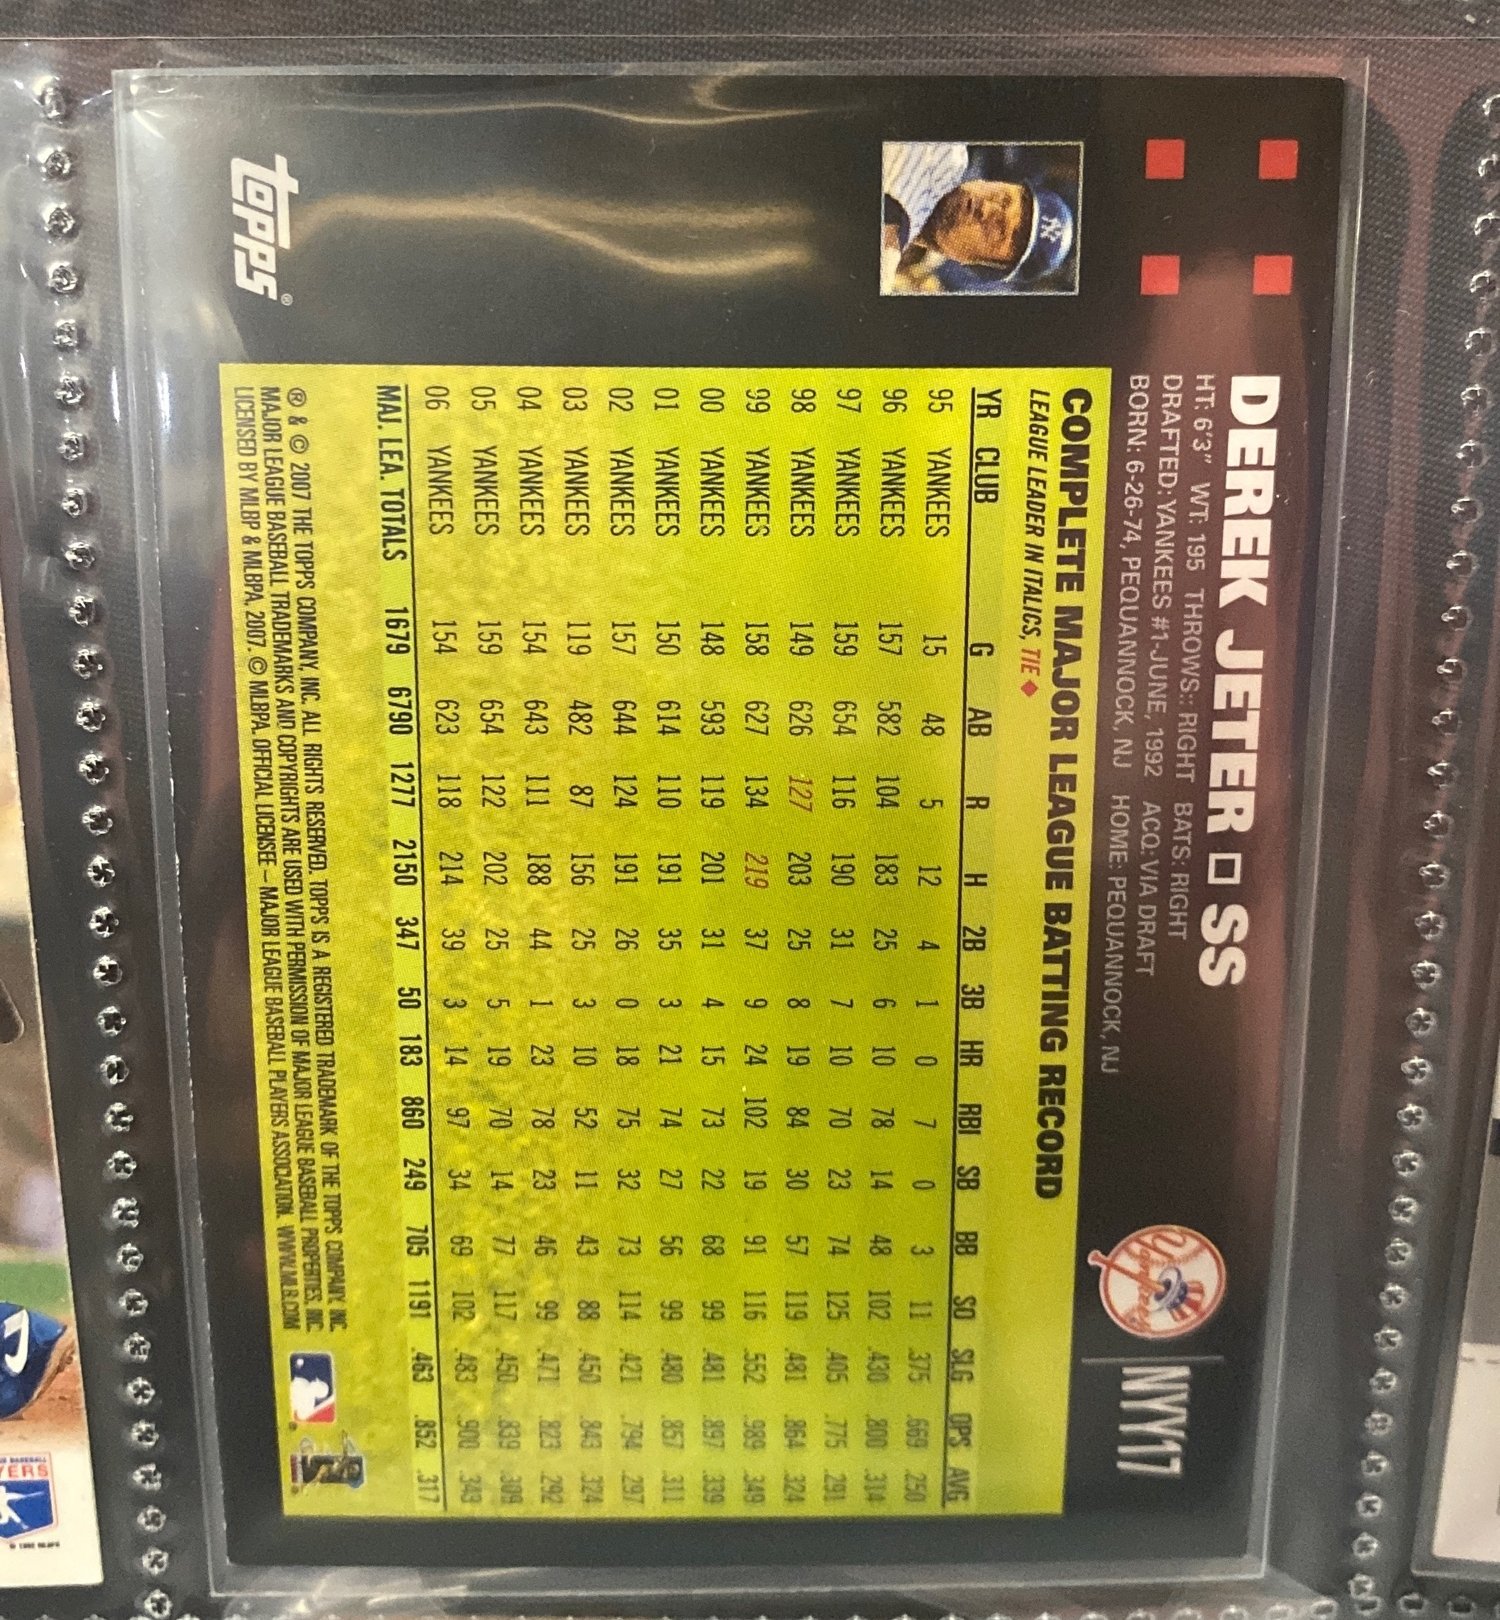 DEREK JETER SS
HT: 6'3" WT: 195 THROWS: RIGHT BATS: RIGHT
DRAFTED: YANKEES #1-JUNE, 1992 ACQ: VIA DRAFT
BORN: 6-26-74, PEQUANNOCK, NJ HOME: PEQUANNOCK, NJ
Yankees
NYY17
COMPLETE MAJOR LEAGUE BATTING RECORD
LEAGUE LEADER IN ITALICS, TIE ♦
YR CLUB G AB R H 2B 3B HR RBI SB BB SO SLG OPS AVG
95 YANKEES 15 48 5 12 4 1 0 7 0 3 11 .375 .669 .250
96 YANKEES 157 582 104 183 25 6 10 78 14 48 102 .430 .800 .314
97 YANKEES 159 654 116 190 31 7 10 70 23 74 125 .405 .775 .291
98 YANKEES 149 626 127 203 25 8 19 84 30 57 119 .481 .864 .324
99 YANKEES 158 627 134 219 37 9 24 102 19 91 116 .552 .989 .349
00 YANKEES 148 593 119 201 31 4 15 73 22 68 99 .481 .897 .339
01 YANKEES 150 614 110 191 35 3 21 74 27 56 99 .480 .857 .311
02 YANKEES 157 644 124 191 26 0 18 75 32 73 114 .421 .794 .297
03 YANKEES 119 482 87 156 25 3 10 52 11 43 88 .450 .843 .324
04 YANKEES 154 643 111 188 44 1 23 78 23 46 99 .471 .823 .292
05 YANKEES 159 654 122 202 25 5 19 70 14 77 117 .450 .839 .309
06 YANKEES 154 623 118 214 39 3 14 97 34 69 102 .483 .900 .343
MAJ. LEA. TOTALS 1679 6790 1277 2150 347 50 183 860 249 705 1191 .463 .852 .317
® & © 2007 THE TOPPS COMPANY, INC. ALL RIGHTS RESERVED. TOPPS IS A REGISTERED TRADEMARK OF THE TOPPS COMPANY, INC.
MAJOR LEAGUE BASEBALL TRADEMARKS AND COPYRIGHTS ARE USED WITH PERMISSION OF MAJOR LEAGUE BASEBALL PROPERTIES, INC.
LICENSED BY MLBP & MLBPA, 2007. © MLBPA. OFFICIAL LICENSEE – MAJOR LEAGUE BASEBALL PLAYERS ASSOCIATION. WWW.MLB.COM
topps®